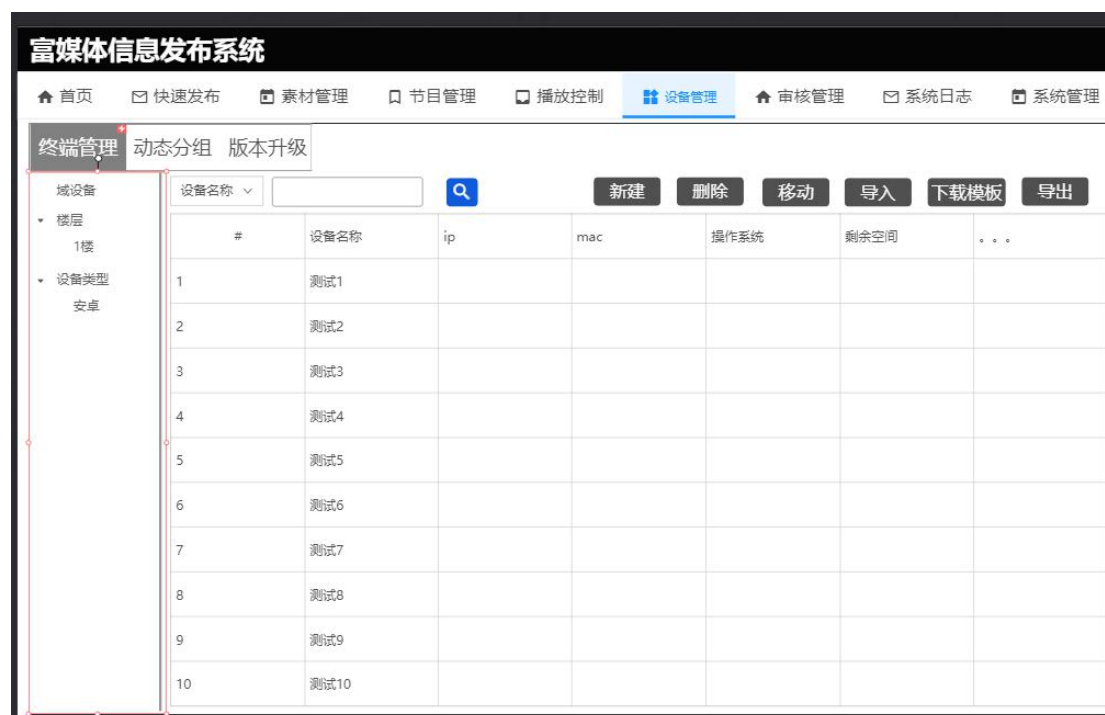 富媒体信息发布系统
首页 快速发布 素材管理 节目管理 播放控制 设备管理 审核管理 系统日志 系统管理
终端管理 动态分组 版本升级
域设备 设备名称 新建 删除 移动 导入 下载模板 导出
楼层
1楼
设备类型
安卓
# 设备名称 ip mac 操作系统 剩余空间 。。。
1 测试1
2 测试2
3 测试3
4 测试4
5 测试5
6 测试6
7 测试7
8 测试8
9 测试9
10 测试10